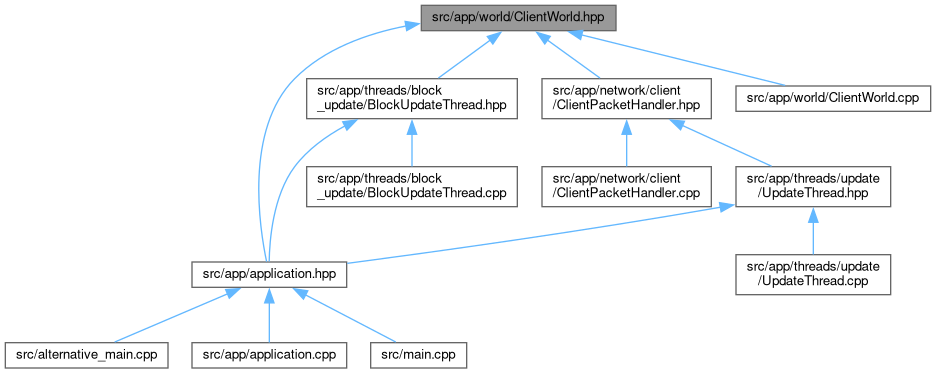 src/app/world/ClientWorld.hpp
src/app/threads/block
_update/BlockUpdateThread.hpp
src/app/network/client
/ClientPacketHandler.hpp
src/app/world/ClientWorld.cpp
src/app/threads/block
_update/BlockUpdateThread.cpp
src/app/network/client
/ClientPacketHandler.cpp
src/app/threads/update
/UpdateThread.hpp
src/app/application.hpp
src/app/threads/update
/UpdateThread.cpp
src/alternative_main.cpp
src/app/application.cpp
src/main.cpp